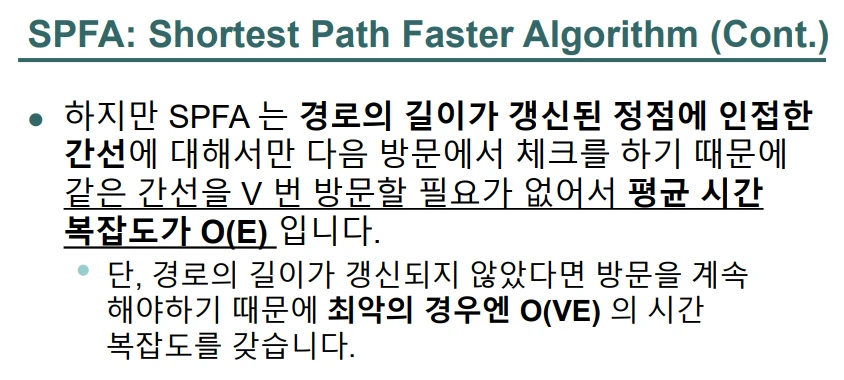 SPFA: Shortest Path Faster Algorithm (Cont.)
하지만 SPFA 는 경로의 길이가 갱신된 정점에 인접한
간선에 대해서만 다음 방문에서 체크를 하기 때문에
같은 간선을 V 번 방문할 필요가 없어서 평균 시간
복잡도가 O(E) 입니다.
단, 경로의 길이가 갱신되지 않았다면 방문을 계속
해야하기 때문에 최악의 경우엔 O(VE) 의 시간
복잡도를 갖습니다.